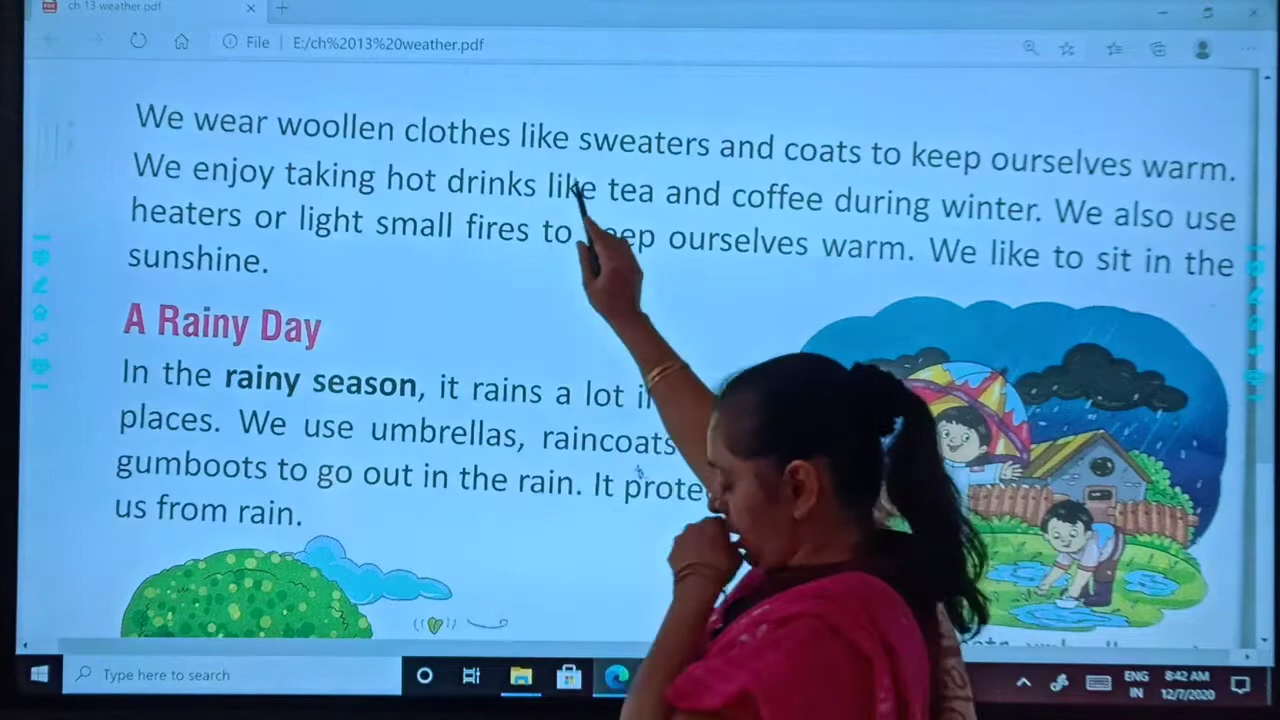 ch 13 weather.pdf
File | E:/ch%2013%20weather.pdf
We wear woollen clothes like sweaters and coats to keep ourselves warm.
We enjoy taking hot drinks like tea and coffee during winter. We also use
heaters or light small fires to keep ourselves warm. We like to sit in the
sunshine.
A Rainy Day
In the rainy season, it rains a lot
places. We use umbrellas, raincoats
gumboots to go out in the rain. It prote
us from rain.
Type here to search
ENG
IN
8:42 AM
12/7/2020